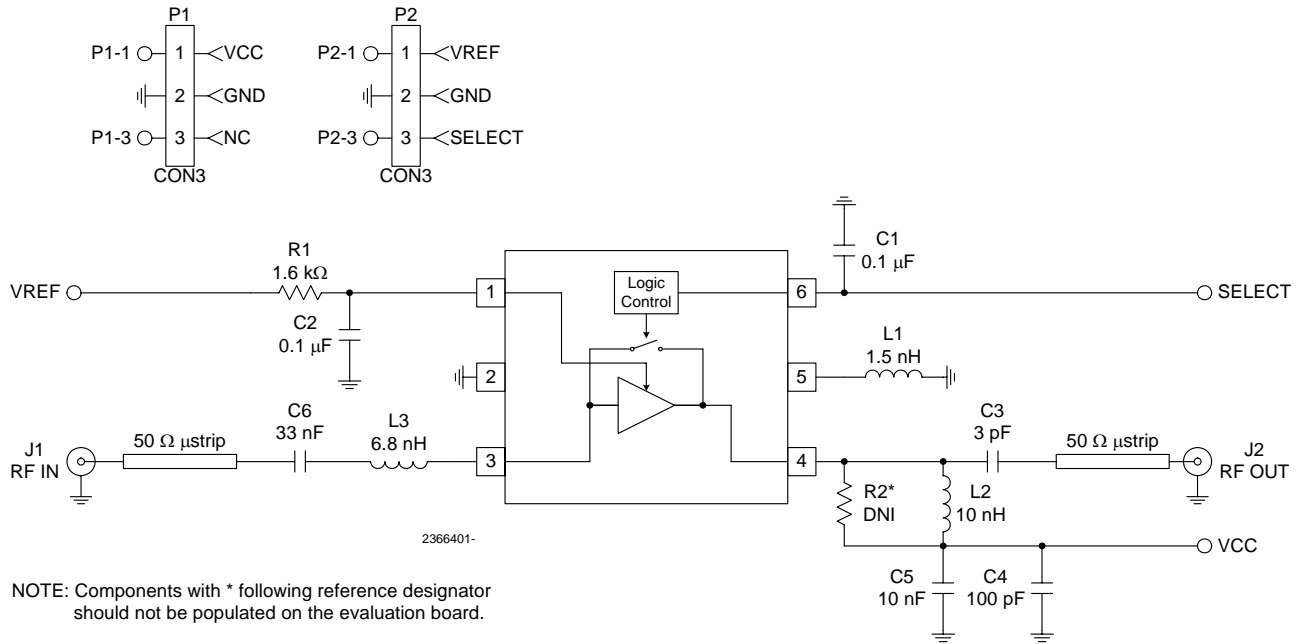 P1
P1-1
1
VCC
2
GND
P1-3
3
NC
CON3
P2
P2-1
1
VREF
2
GND
P2-3
3
SELECT
CON3
VREF
R1
1.6 kΩ
C2
0.1 μF
1
2
3
Logic
Control
6
5
4
C1
0.1 μF
SELECT
L1
1.5 nH
J1
RF IN
50 Ω μstrip
C6
33 nF
L3
6.8 nH
C3
3 pF
50 Ω μstrip
J2
RF OUT
R2*
DNI
L2
10 nH
VCC
C5
10 nF
C4
100 pF
2366401-
NOTE: Components with * following reference designator
should not be populated on the evaluation board.